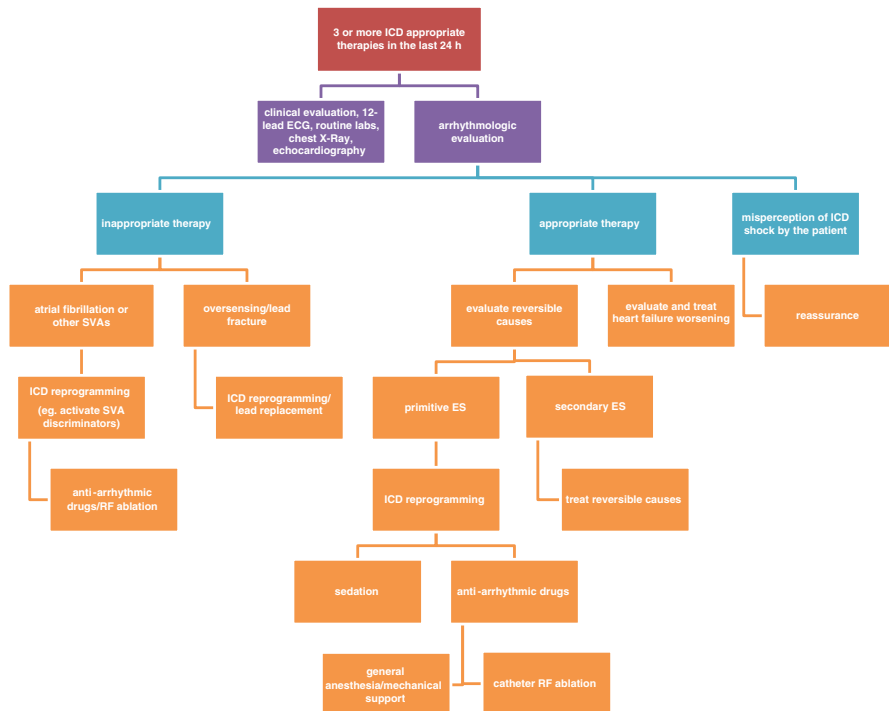 3 or more ICD appropriate
therapies in the last 24 h
clinical evaluation, 12-
lead ECG, routine labs,
chest X-Ray,
echocardiography
arrhythmologic
evaluation
inappropriate therapy
appropriate therapy
misperception of ICD
shock by the patient
atrial fibrillation or
other SVAs
oversensing/lead
fracture
evaluate reversible
causes
evaluate and treat
heart failure worsening
reassurance
ICD reprogramming
(eg. activate SVA
discriminators)
ICD reprogramming/
lead replacement
primitive ES
secondary ES
anti-arrhythmic
drugs/RF ablation
ICD reprogramming
treat reversible causes
sedation
anti-arrhythmic drugs
general
anesthesia/mechanical
support
catheter RF ablation